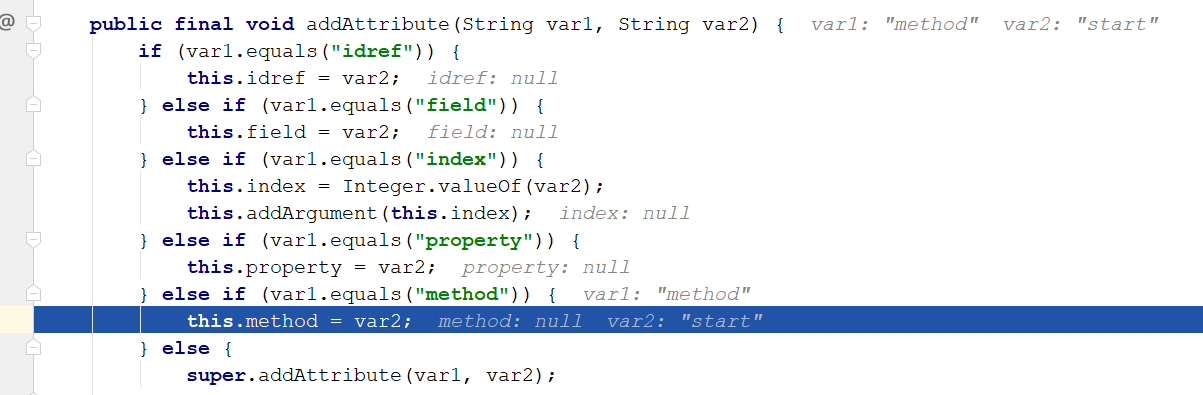 @ public final void addAttribute(String var1, String var2) {  var1: "method"  var2: "start"
if (var1.equals("idref")) {
this.idref = var2;  idref: null
} else if (var1.equals("field")) {
this.field = var2;  field: null
} else if (var1.equals("index")) {
this.index = Integer.valueOf(var2);
this.addArgument(this.index);  index: null
} else if (var1.equals("property")) {
this.property = var2;  property: null
} else if (var1.equals("method")) {  var1: "method"
this.method = var2;  method: null  var2: "start"
} else {
super.addAttribute(var1, var2);